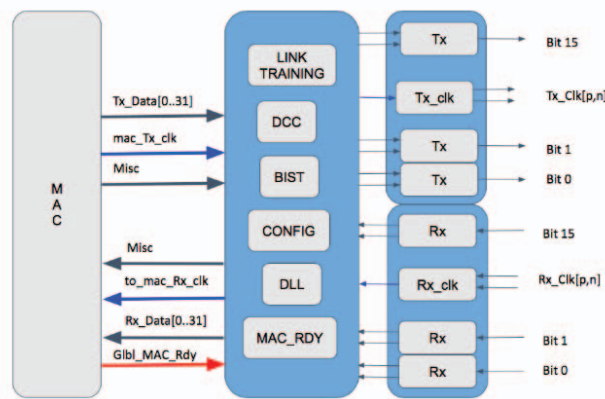 MAC
Tx_Data[0..31]
mac_Tx_clk
Misc
Misc
to_mac_Rx_clk
Rx_Data[0..31]
Glbl_MAC_Rdy
LINK
TRAINING
DCC
BIST
CONFIG
DLL
MAC_RDY
Tx
Bit 15
Tx_clk
Tx_Clk[p,n]
Tx
Bit 1
Tx
Bit 0
Rx
Bit 15
Rx_clk
Rx_Clk[p,n]
Rx
Bit 1
Rx
Bit 0